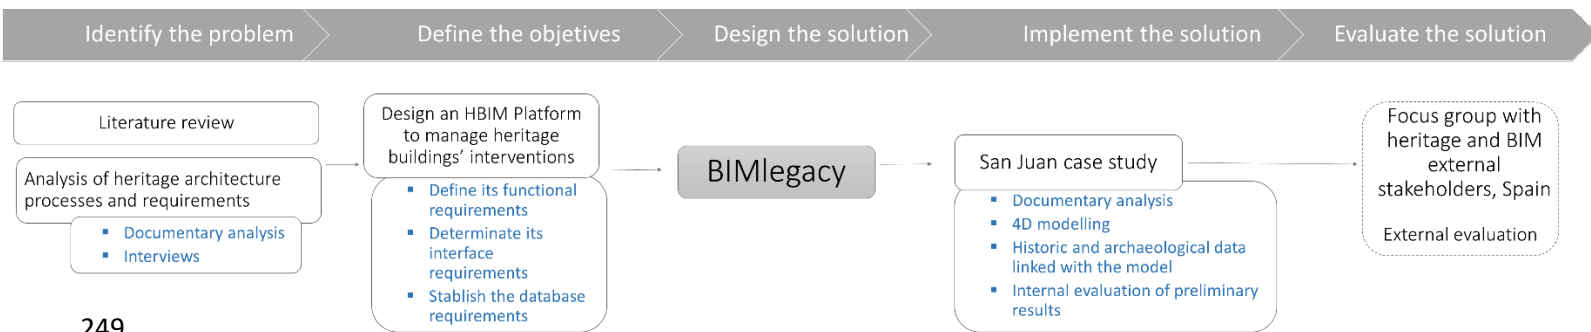 Identify the problem
Define the objetives
Design the solution
Implement the solution
Evaluate the solution
Literature review
Analysis of heritage architecture
processes and requirements
▪ Documentary analysis
▪ Interviews
Design an HBIM Platform
to manage heritage
buildings’ interventions
▪ Define its functional
requirements
▪ Determinate its
interface
requirements
▪ Stablish the database
requirements
BIMlegacy
San Juan case study
▪ Documentary analysis
▪ 4D modelling
▪ Historic and archaeological data
linked with the model
▪ Internal evaluation of preliminary
results
Focus group with
heritage and BIM
external
stakeholders, Spain
External evaluation
249